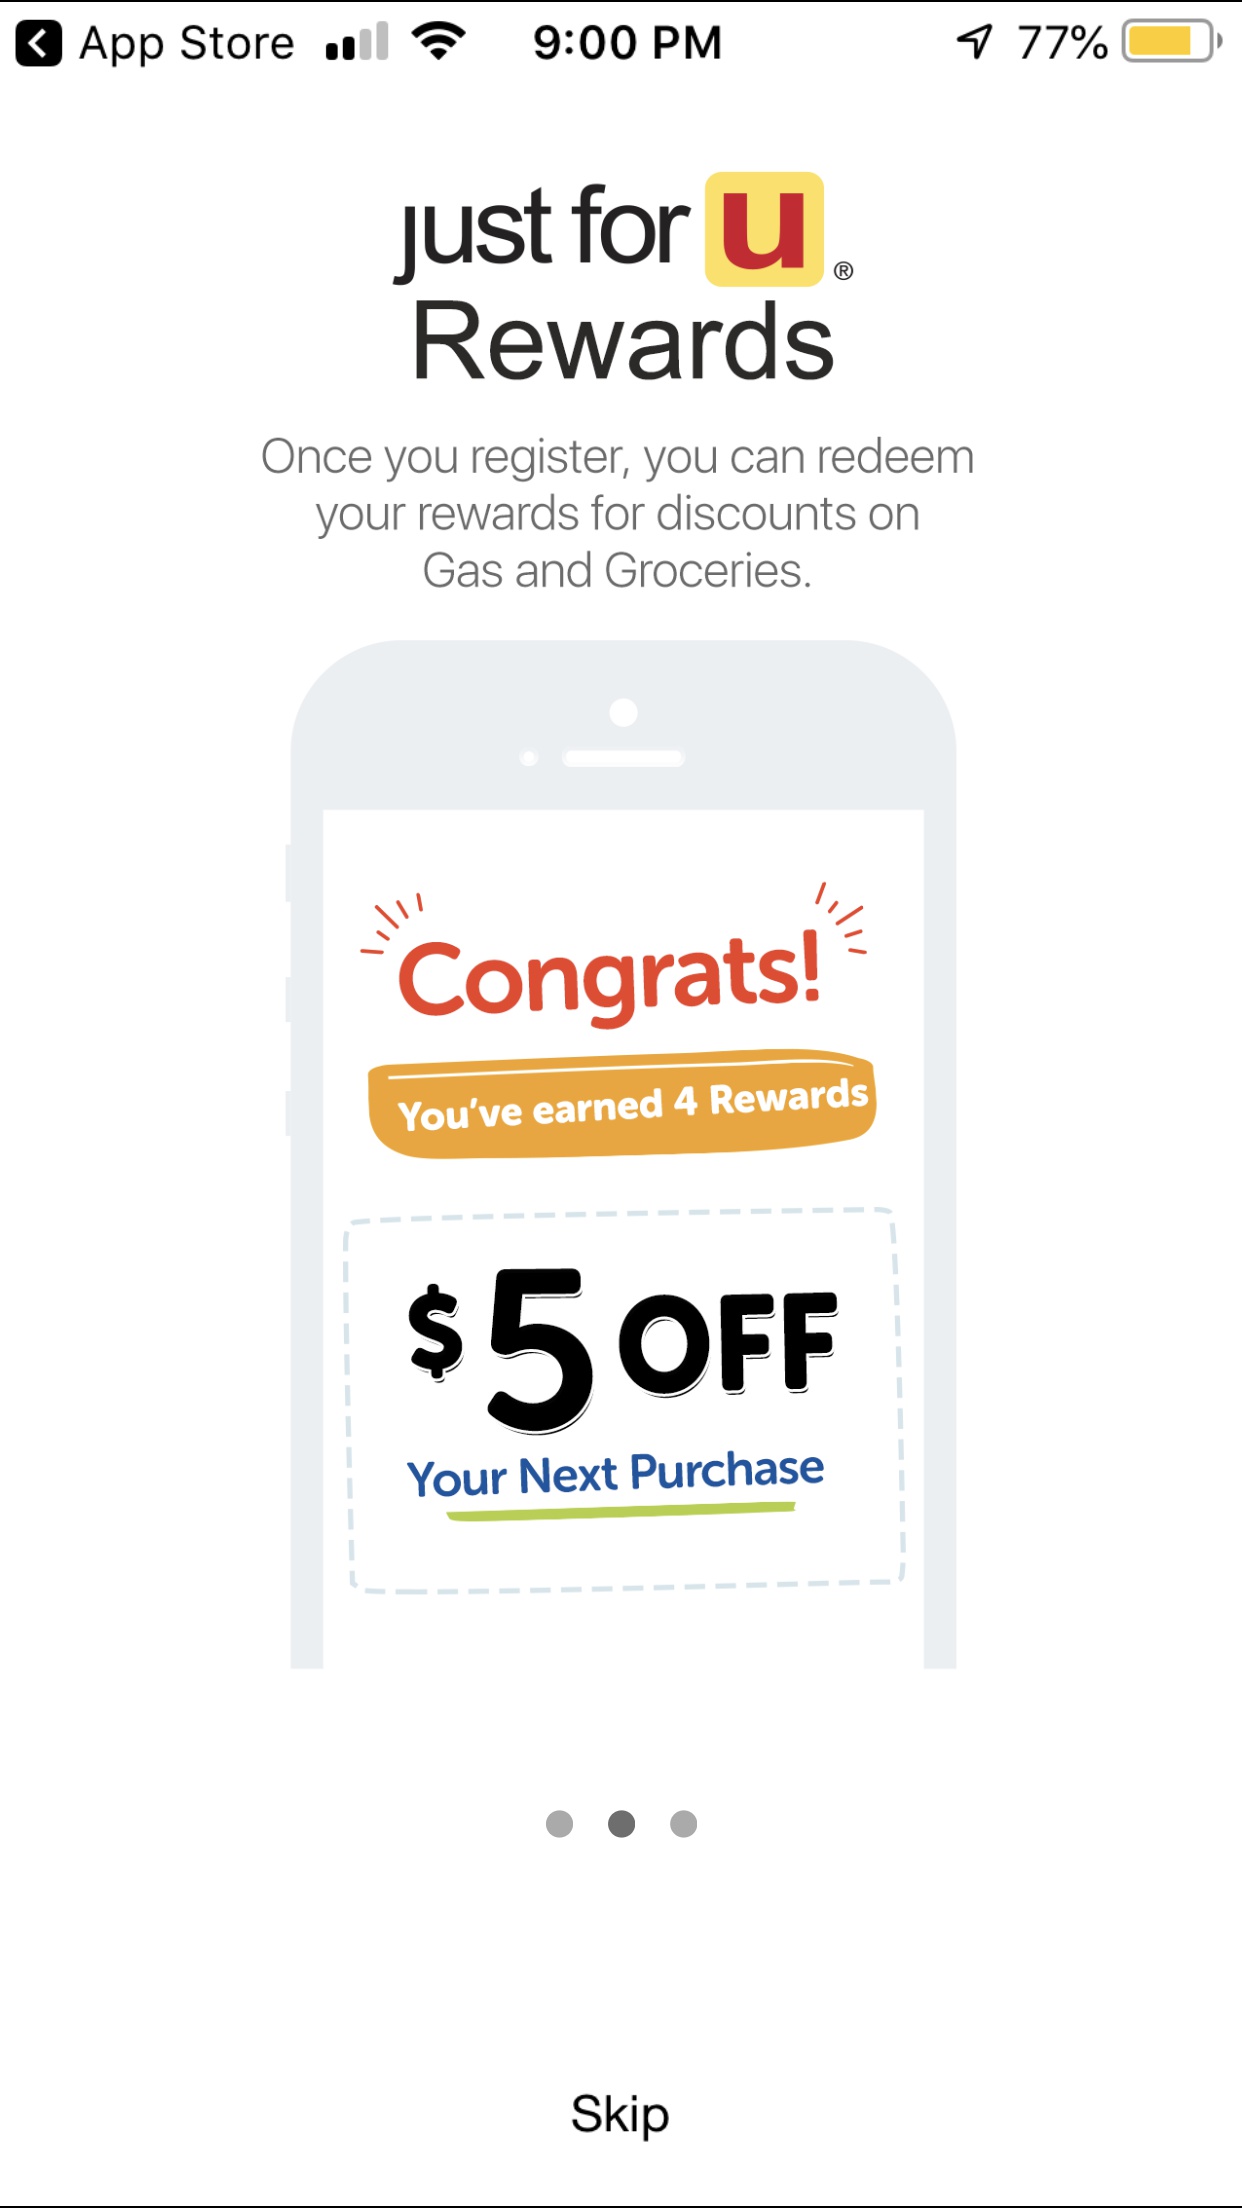 App Store 9:00 PM 77%
just for u®
Rewards
Once you register, you can redeem
your rewards for discounts on
Gas and Groceries.
Congrats!
You've earned 4 Rewards
$5 OFF
Your Next Purchase
Skip